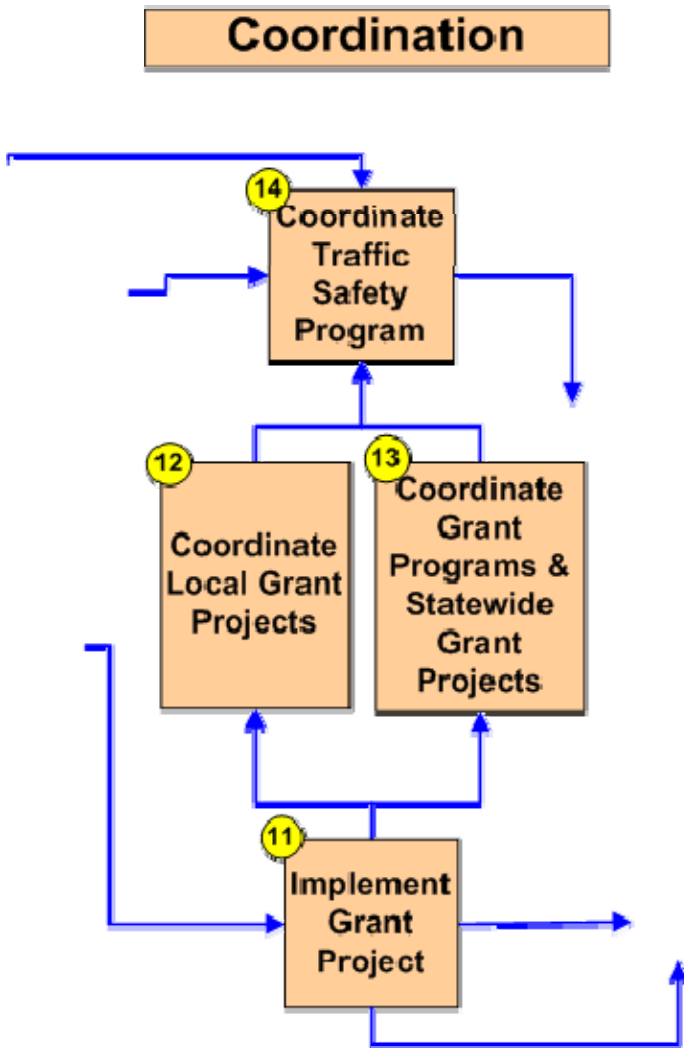 Coordination
14
Coordinate
Traffic
Safety
Program
12
Coordinate
Local Grant
Projects
13
Coordinate
Grant
Programs &
Statewide
Grant
Projects
11
Implement
Grant
Project